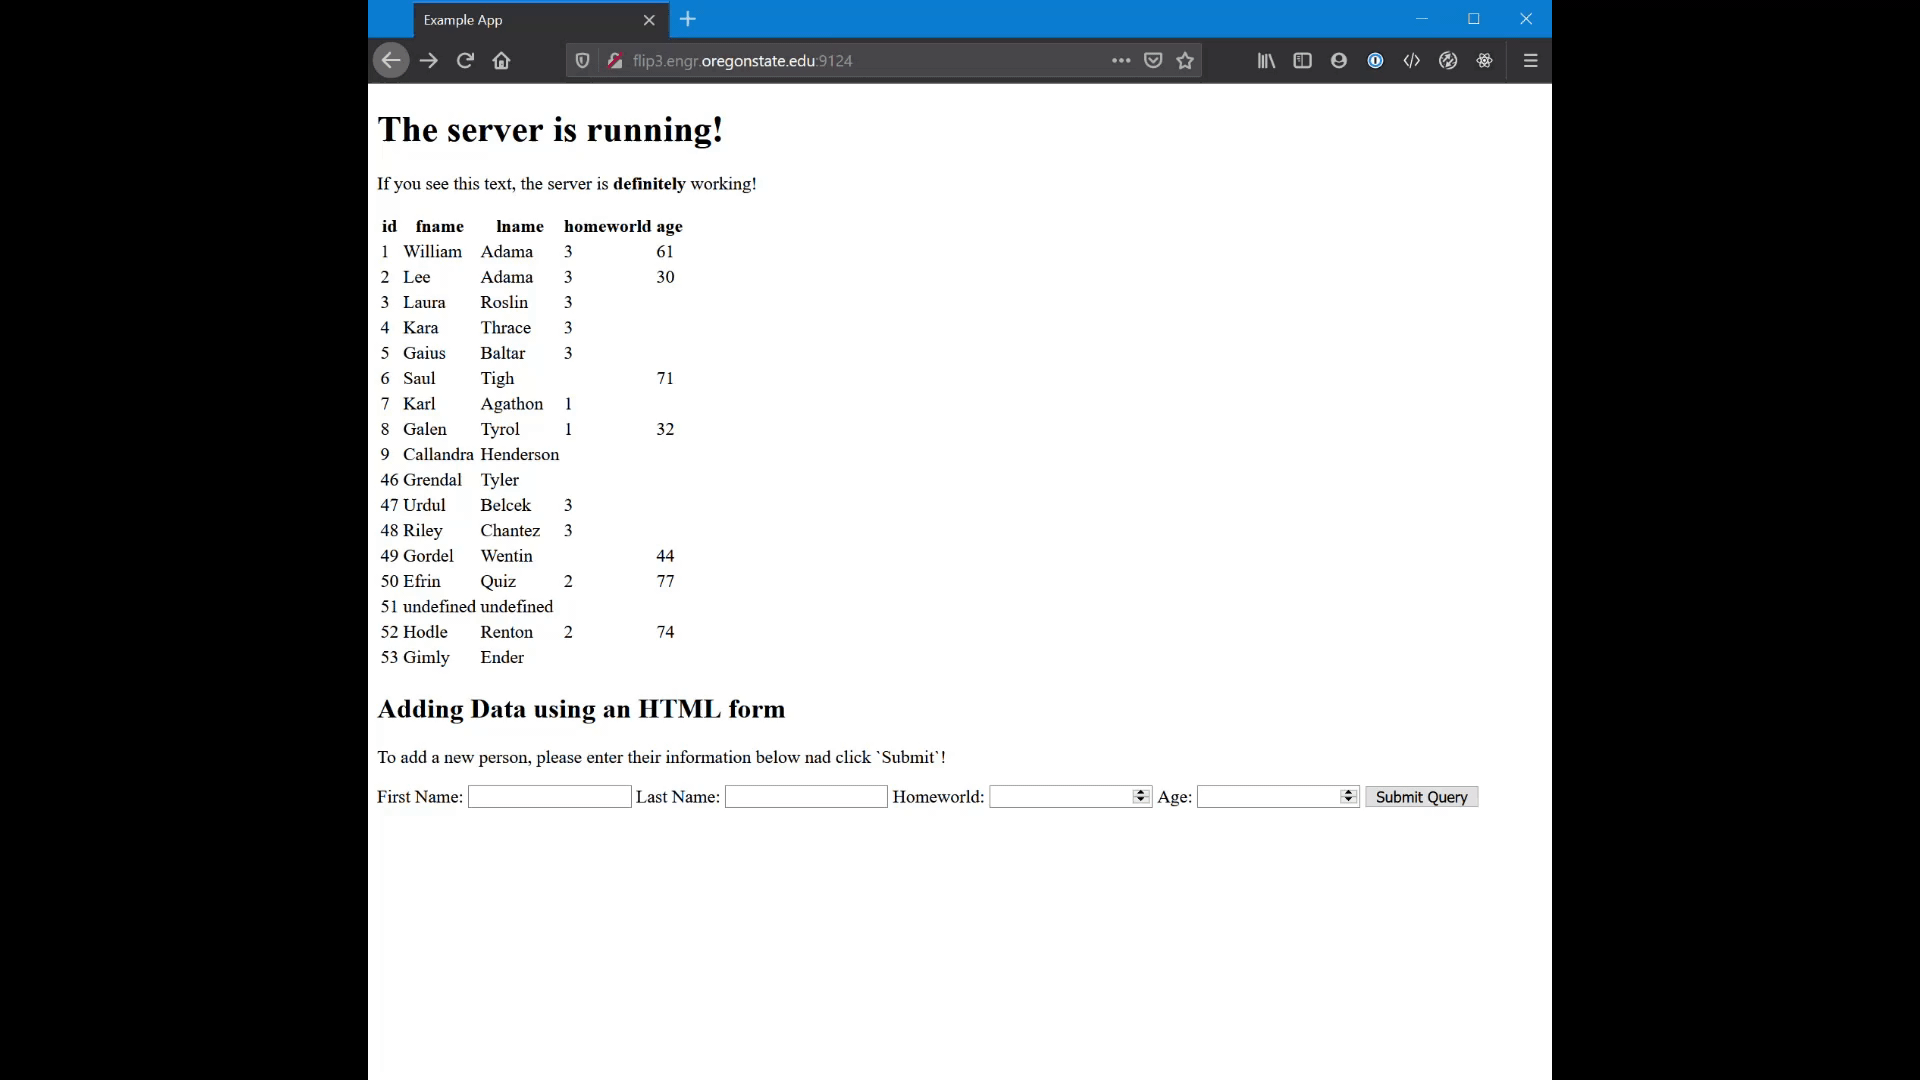 Example App
flip3.engr.oregonstate.edu:9124
The server is running!
If you see this text, the server is definitely working!
id fname lname homeworld age
1 William Adama 3 61
2 Lee Adama 3 30
3 Laura Roslin 3
4 Kara Thrace 3
5 Gaius Baltar 3
6 Saul Tigh 71
7 Karl Agathon 1
8 Galen Tyrol 1 32
9 Callandra Henderson
46 Grendal Tyler
47 Urdul Belcek 3
48 Riley Chantez 3
49 Gordel Wentin 44
50 Efrin Quiz 2 77
51 undefined undefined
52 Hodle Renton 2 74
53 Gimly Ender
Adding Data using an HTML form
To add a new person, please enter their information below nad click `Submit`!
First Name: Last Name: Homeworld: Age: Submit Query